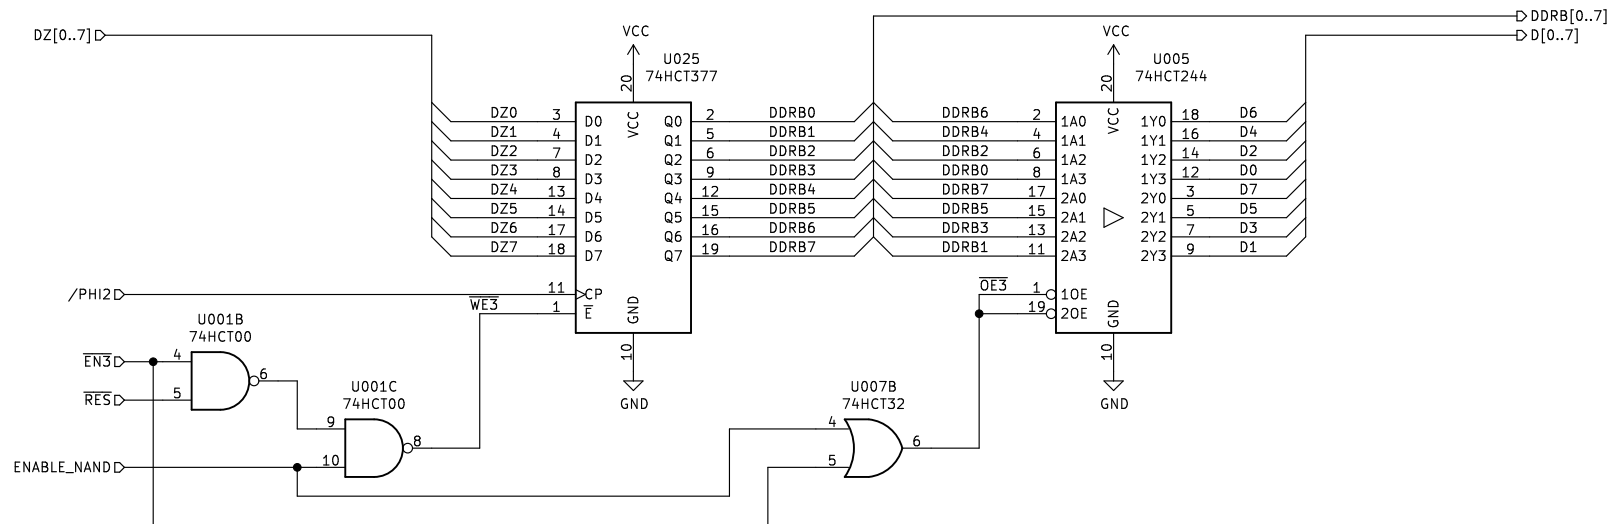 DDRB[0..7]
DZ[0..7]
D[0..7]
VCC
U025
74HCT377
20
VCC
DZ0 3 D0 Q0 2 DDRB0
DZ1 4 D1 Q1 5 DDRB1
DZ2 7 D2 Q2 6 DDRB2
DZ3 8 D3 Q3 9 DDRB3
DZ4 13 D4 Q4 12 DDRB4
DZ5 14 D5 Q5 15 DDRB5
DZ6 17 D6 Q6 16 DDRB6
DZ7 18 D7 Q7 19 DDRB7
/PHI2 11 CP
WE3 1 E
GND
10
GND
VCC
U005
74HCT244
20
VCC
DDRB6 2 1A0 1Y0 18 D6
DDRB4 4 1A1 1Y1 16 D4
DDRB2 6 1A2 1Y2 14 D2
DDRB0 8 1A3 1Y3 12 D0
DDRB7 17 2A0 2Y0 3 D7
DDRB5 15 2A1 2Y1 5 D5
DDRB3 13 2A2 2Y2 7 D3
DDRB1 11 2A3 2Y3 9 D1
OE3 1 1OE
19 2OE
GND
10
GND
U001B
74HCT00
EN3 4
6
RES 5
U001C
74HCT00
9
8
ENABLE_NAND 10
U007B
74HCT32
4
6
5